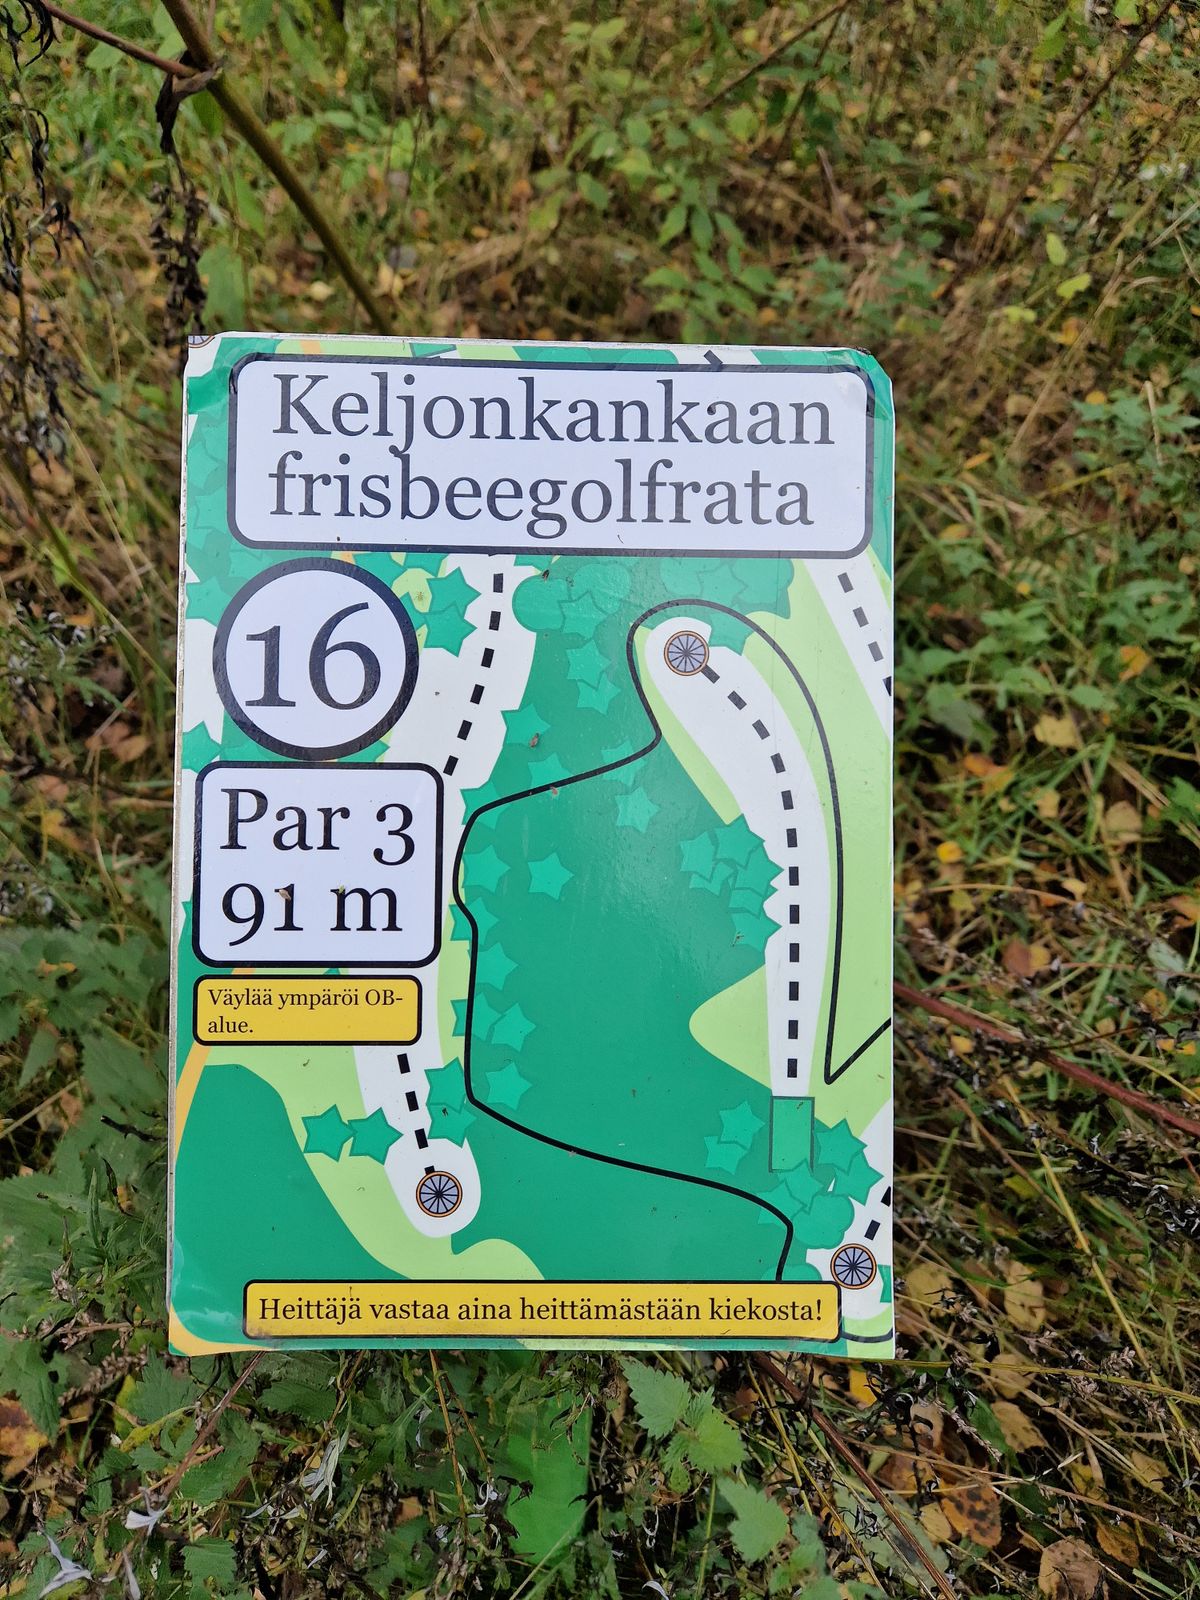 Keljonkankaan
frisbeegolfrata
16
Par 3
91 m
Väylää ympäröi OB-
alue.
Heittäjä vastaa aina heittämästään kiekosta!